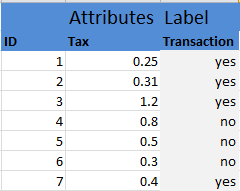 Attributes Label
ID Tax Transaction
1 0.25 yes
2 0.31 yes
3 1.2 yes
4 0.8 no
5 0.5 no
6 0.3 no
7 0.4 yes